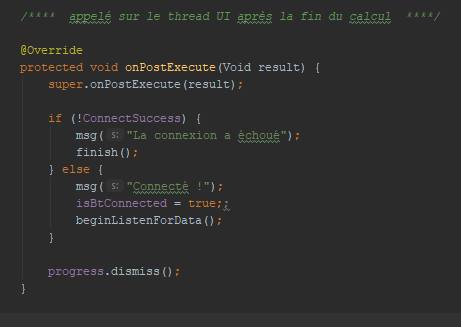 /**** appelé sur le thread UI après la fin du calcul ****/
@Override
protected void onPostExecute(Void result) {
super.onPostExecute(result);
if (!ConnectSuccess) {
msg( s: "La connexion a échoué");
finish();
} else {
msg( s: "Connecté !");
isBtConnected = true;;
beginListenForData();
}
progress.dismiss();
}